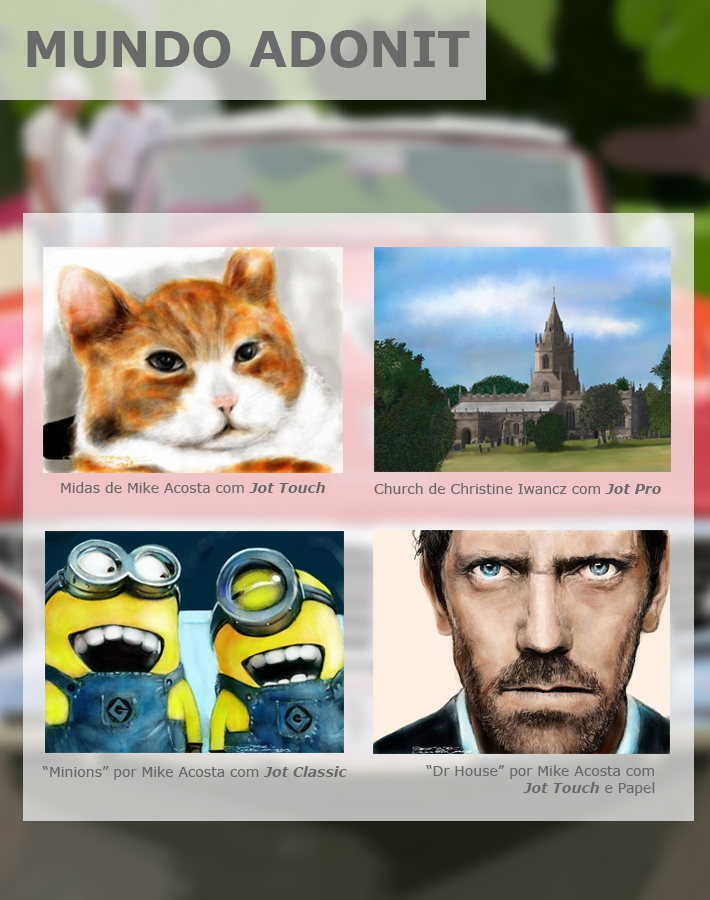 MUNDO ADONIT
Midas de Mike Acosta com Jot Touch
Church de Christine Iwancz com Jot Pro
“Minions” por Mike Acosta com Jot Classic
“Dr House” por Mike Acosta com
Jot Touch e Papel